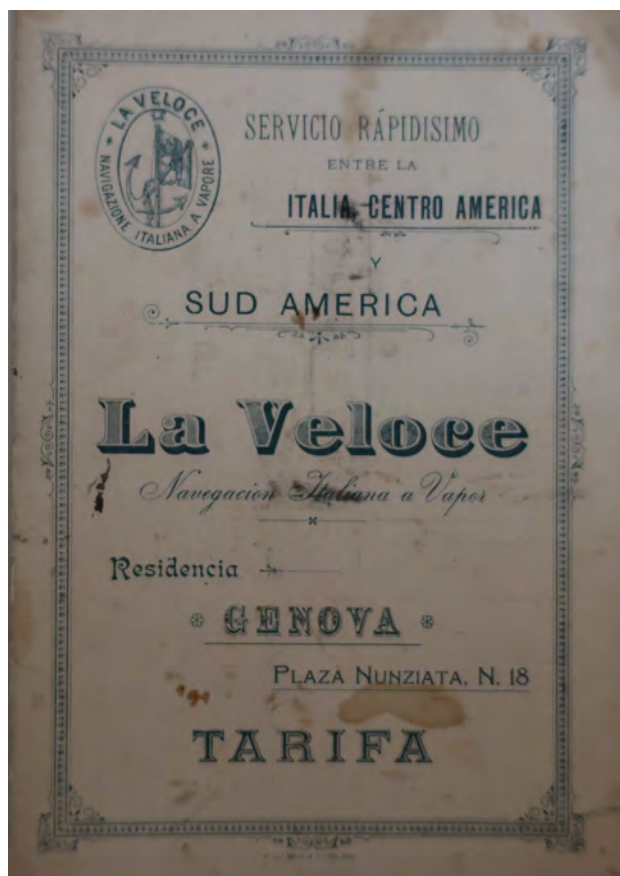 LA VELOCE
NAVIGAZIONE ITALIANA A VAPORE
SERVICIO RÁPIDISIMO
ENTRE LA
ITALIA, CENTRO AMERICA
Y
SUD AMERICA
La Veloce
Navegacion Italiana a Vapor
Residencia
GENOVA
PLAZA NUNZIATA, N. 18
TARIFA